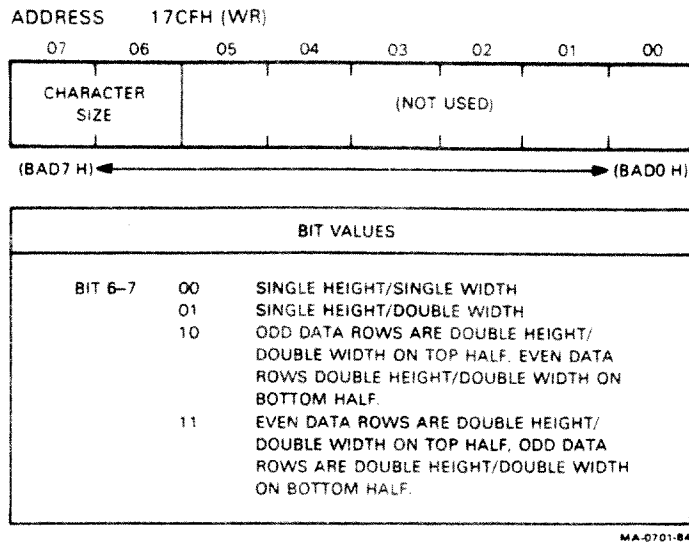 ADDRESS 17CFH (WR)
07 06 05 04 03 02 01 00
CHARACTER
SIZE
(NOT USED)
(BAD7 H) (BAD0 H)
BIT VALUES
BIT 6–7 00 SINGLE HEIGHT/SINGLE WIDTH
01 SINGLE HEIGHT/DOUBLE WIDTH
10 ODD DATA ROWS ARE DOUBLE HEIGHT/
DOUBLE WIDTH ON TOP HALF. EVEN DATA
ROWS DOUBLE HEIGHT/DOUBLE WIDTH ON
BOTTOM HALF.
11 EVEN DATA ROWS ARE DOUBLE HEIGHT/
DOUBLE WIDTH ON TOP HALF, ODD DATA
ROWS ARE DOUBLE HEIGHT/DOUBLE WIDTH
ON BOTTOM HALF.
MA-0701-84